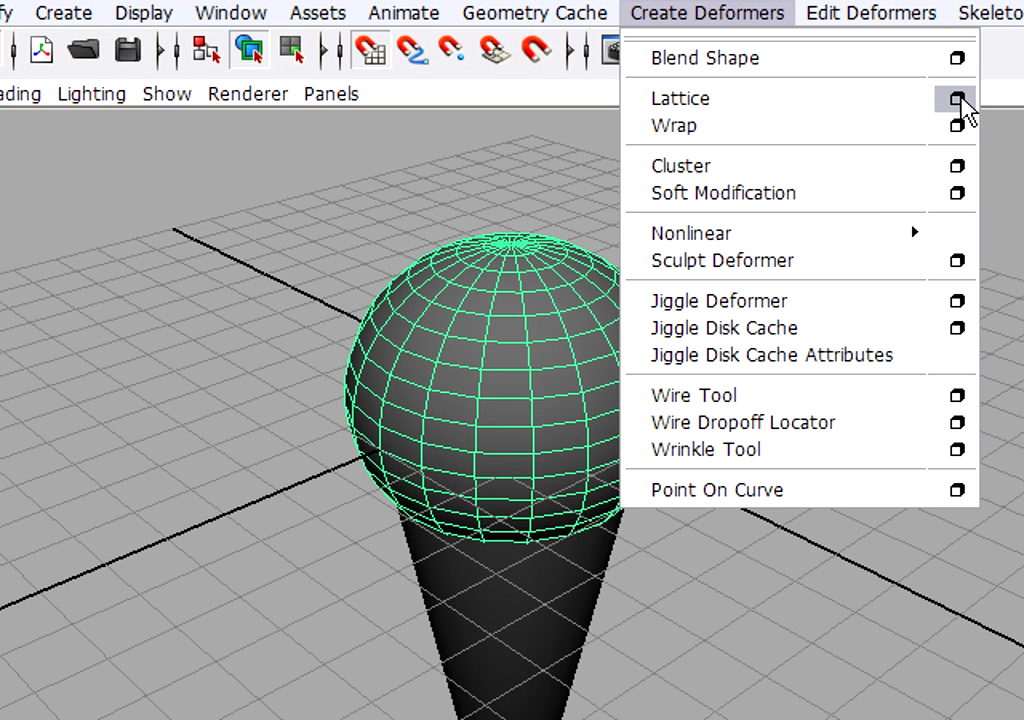 fy Create Display Window Assets Animate Geometry Cache Create Deformers Edit Deformers Skeleto
ading Lighting Show Renderer Panels
Blend Shape
Lattice
Wrap
Cluster
Soft Modification
Nonlinear
Sculpt Deformer
Jiggle Deformer
Jiggle Disk Cache
Jiggle Disk Cache Attributes
Wire Tool
Wire Dropoff Locator
Wrinkle Tool
Point On Curve